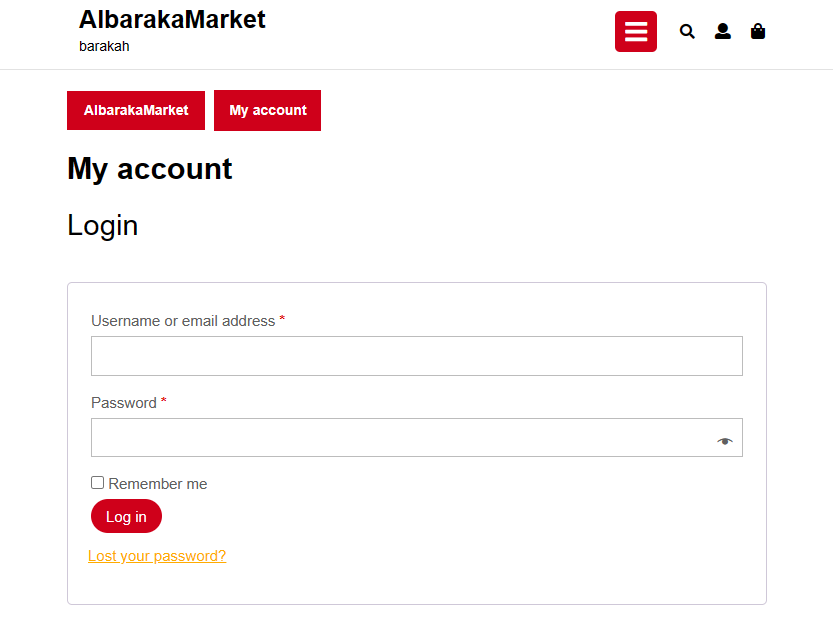 AlbarakaMarket
barakah
AlbarakaMarket
My account
My account
Login
Username or email address *
Password *
Remember me
Log in
Lost your password?